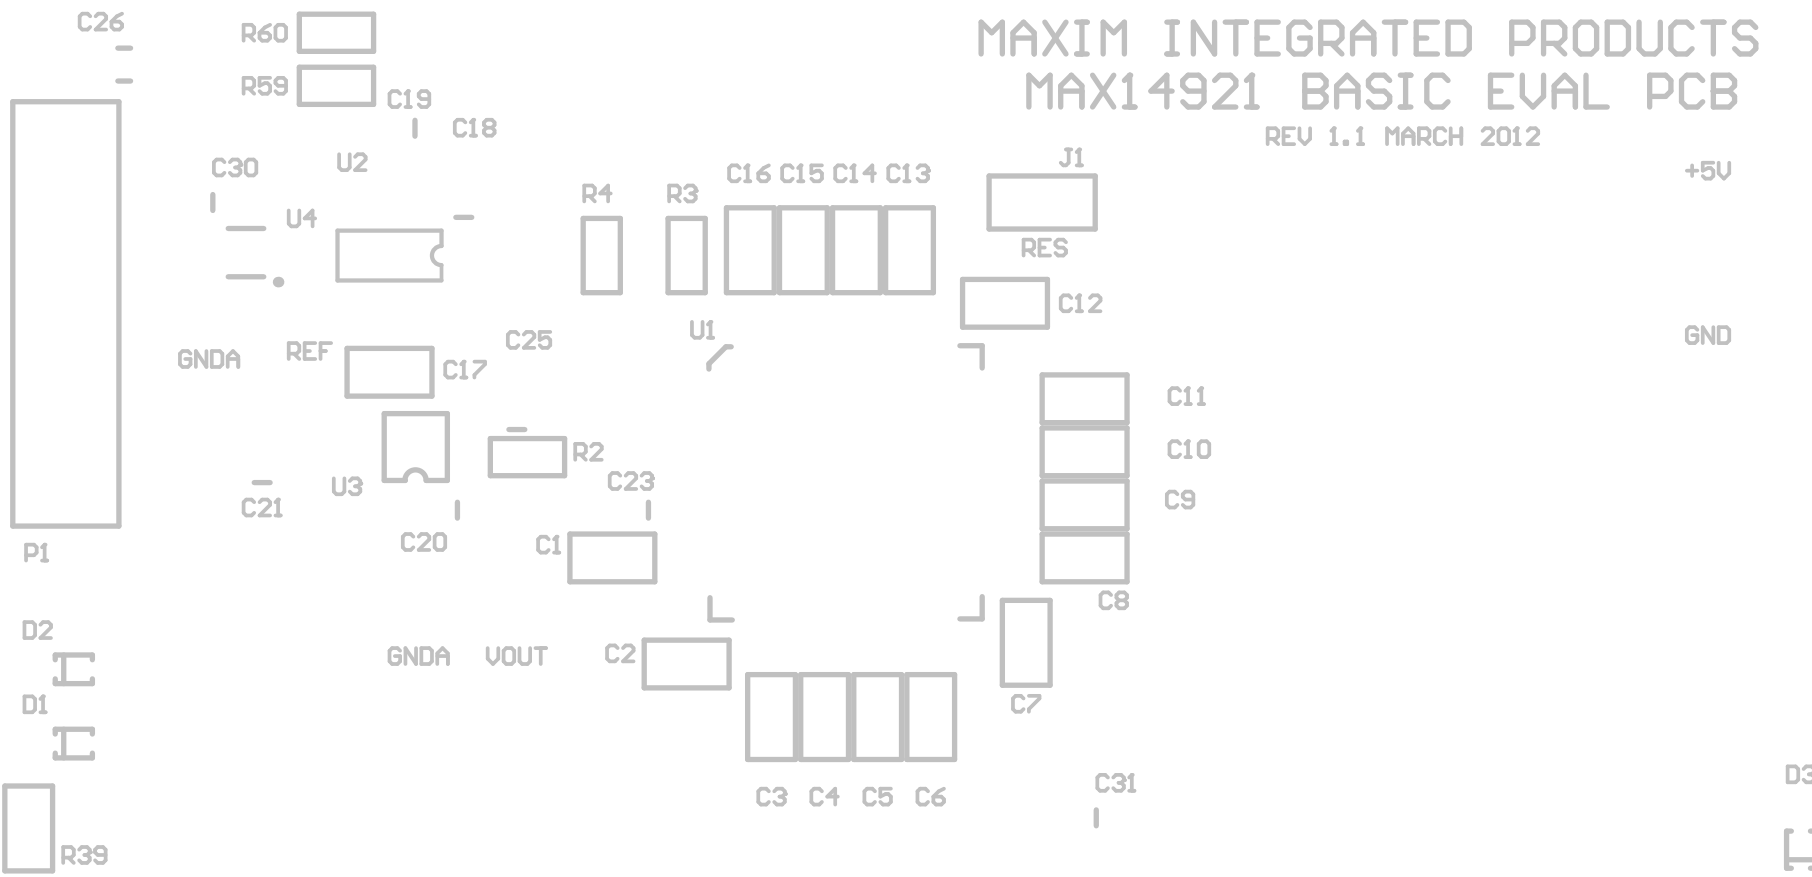 C26
R60
MAXIM INTEGRATED PRODUCTS
R59
C19
MAX14921 BASIC EVAL PCB
C18
REV 1.1 MARCH 2012
C30
U2
C16 C15 C14 C13
J1
+5V
U4
R4
R3
RES
C12
U1
GND
GNDA
REF
C25
C17
C11
R2
C10
U3
C23
C9
C21
C20
C1
P1
C8
D2
GNDA VOUT
C2
D1
C7
C3 C4 C5 C6
C31
D3
R39